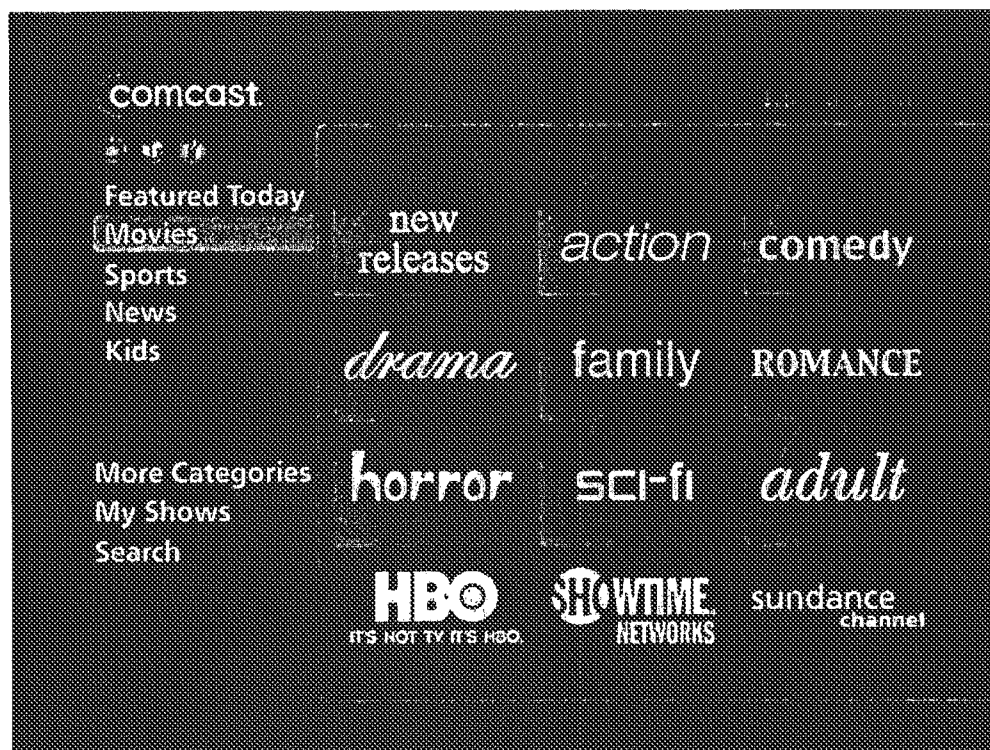 comcast
Featured Today
Movies
Sports
News
Kids
More Categories
My Shows
Search
new
releases
action
comedy
drama
family
ROMANCE
horror
sci-fi
adult
HBO
IT'S NOT TV IT'S HBO.
SHOWTIME.
NETWORKS
sundance
channel